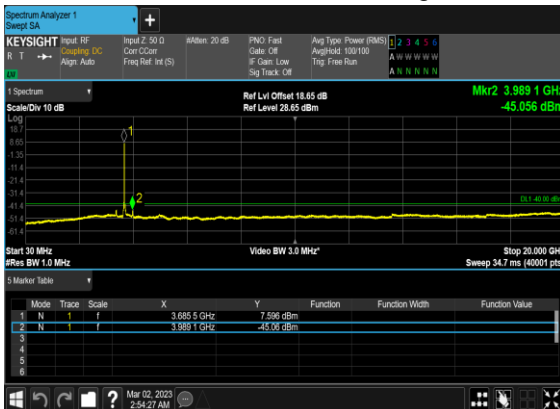 Spectrum Analyzer 1
Swept SA
+
KEYSIGHT Input: RF Input Z: 50 Ω #Atten: 20 dB PNO: Fast Avg Type: Power (RMS) 1 2 3 4 5 6
R T Coupling: DC Corr CCorr Gate: Off Avg|Hold: 100/100 A W W W W W
Align: Auto Freq Ref: Int (S) IF Gain: Low Trig: Free Run
Sig Track: Off A N N N N N
1 Spectrum Ref Lvl Offset 18.65 dB Mkr2 3.989 1 GHz
Scale/Div 10 dB Ref Level 28.65 dBm -45.056 dBm
Log
18.7
8.65
-1.35
-11.4
-21.4
-31.4
DL1 -40.00 dBm
-41.4
-51.4
-61.4
1
2
Start 30 MHz Video BW 3.0 MHz* Stop 20.000 GHz
#Res BW 1.0 MHz Sweep 34.7 ms (40001 pts)
5 Marker Table
Mode Trace Scale X Y Function Function Width Function Value
1 N 1 f 3.685 5 GHz 7.596 dBm
2 N 1 f 3.989 1 GHz -45.06 dBm
3
4
5
6
? Mar 02, 2023
2:54:27 AM